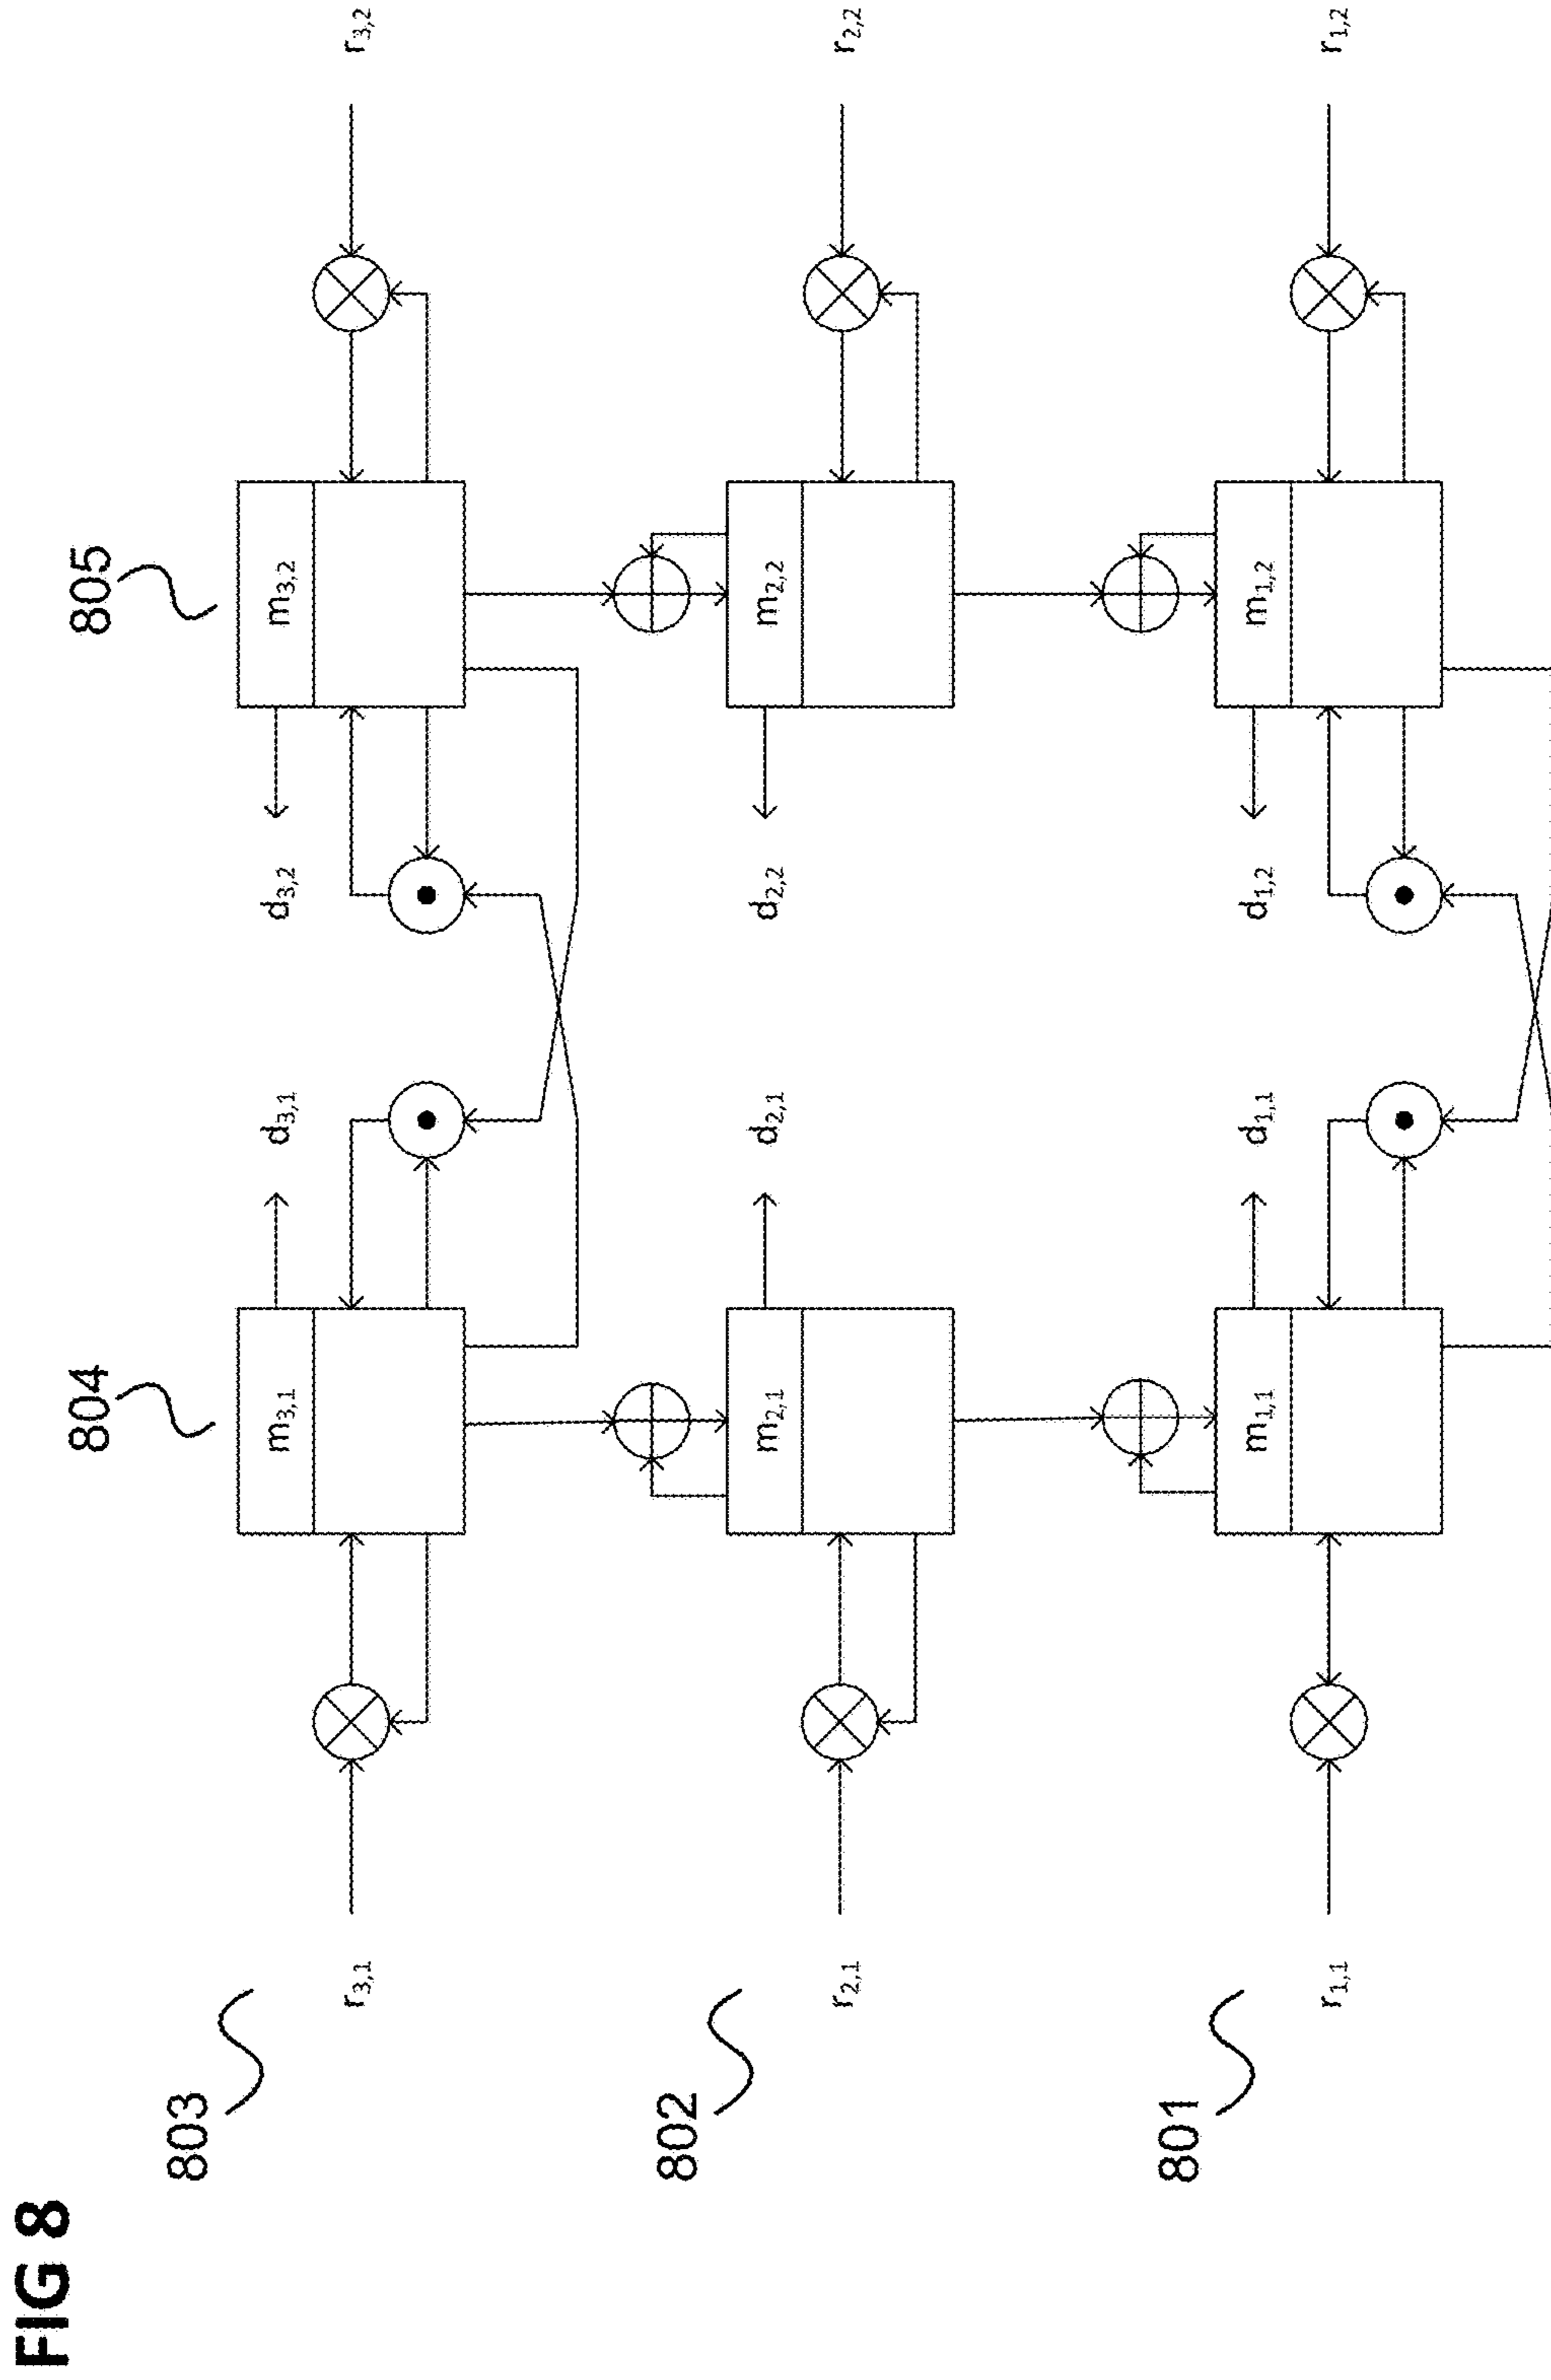 FIG 8
803
804
805
r3,1
m3,1
d3,1
d3,2
m3,2
r3,2
802
r2,1
m2,1
d2,1
d2,2
m2,2
r2,2
801
r1,1
m1,1
d1,1
d1,2
m1,2
r1,2